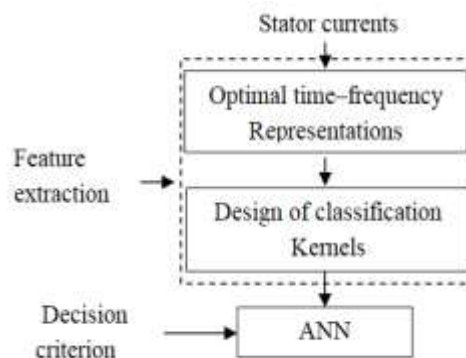 Stator currents
Optimal time–frequency
Representations
Feature
extraction
Design of classification
Kernels
Decision
criterion
ANN